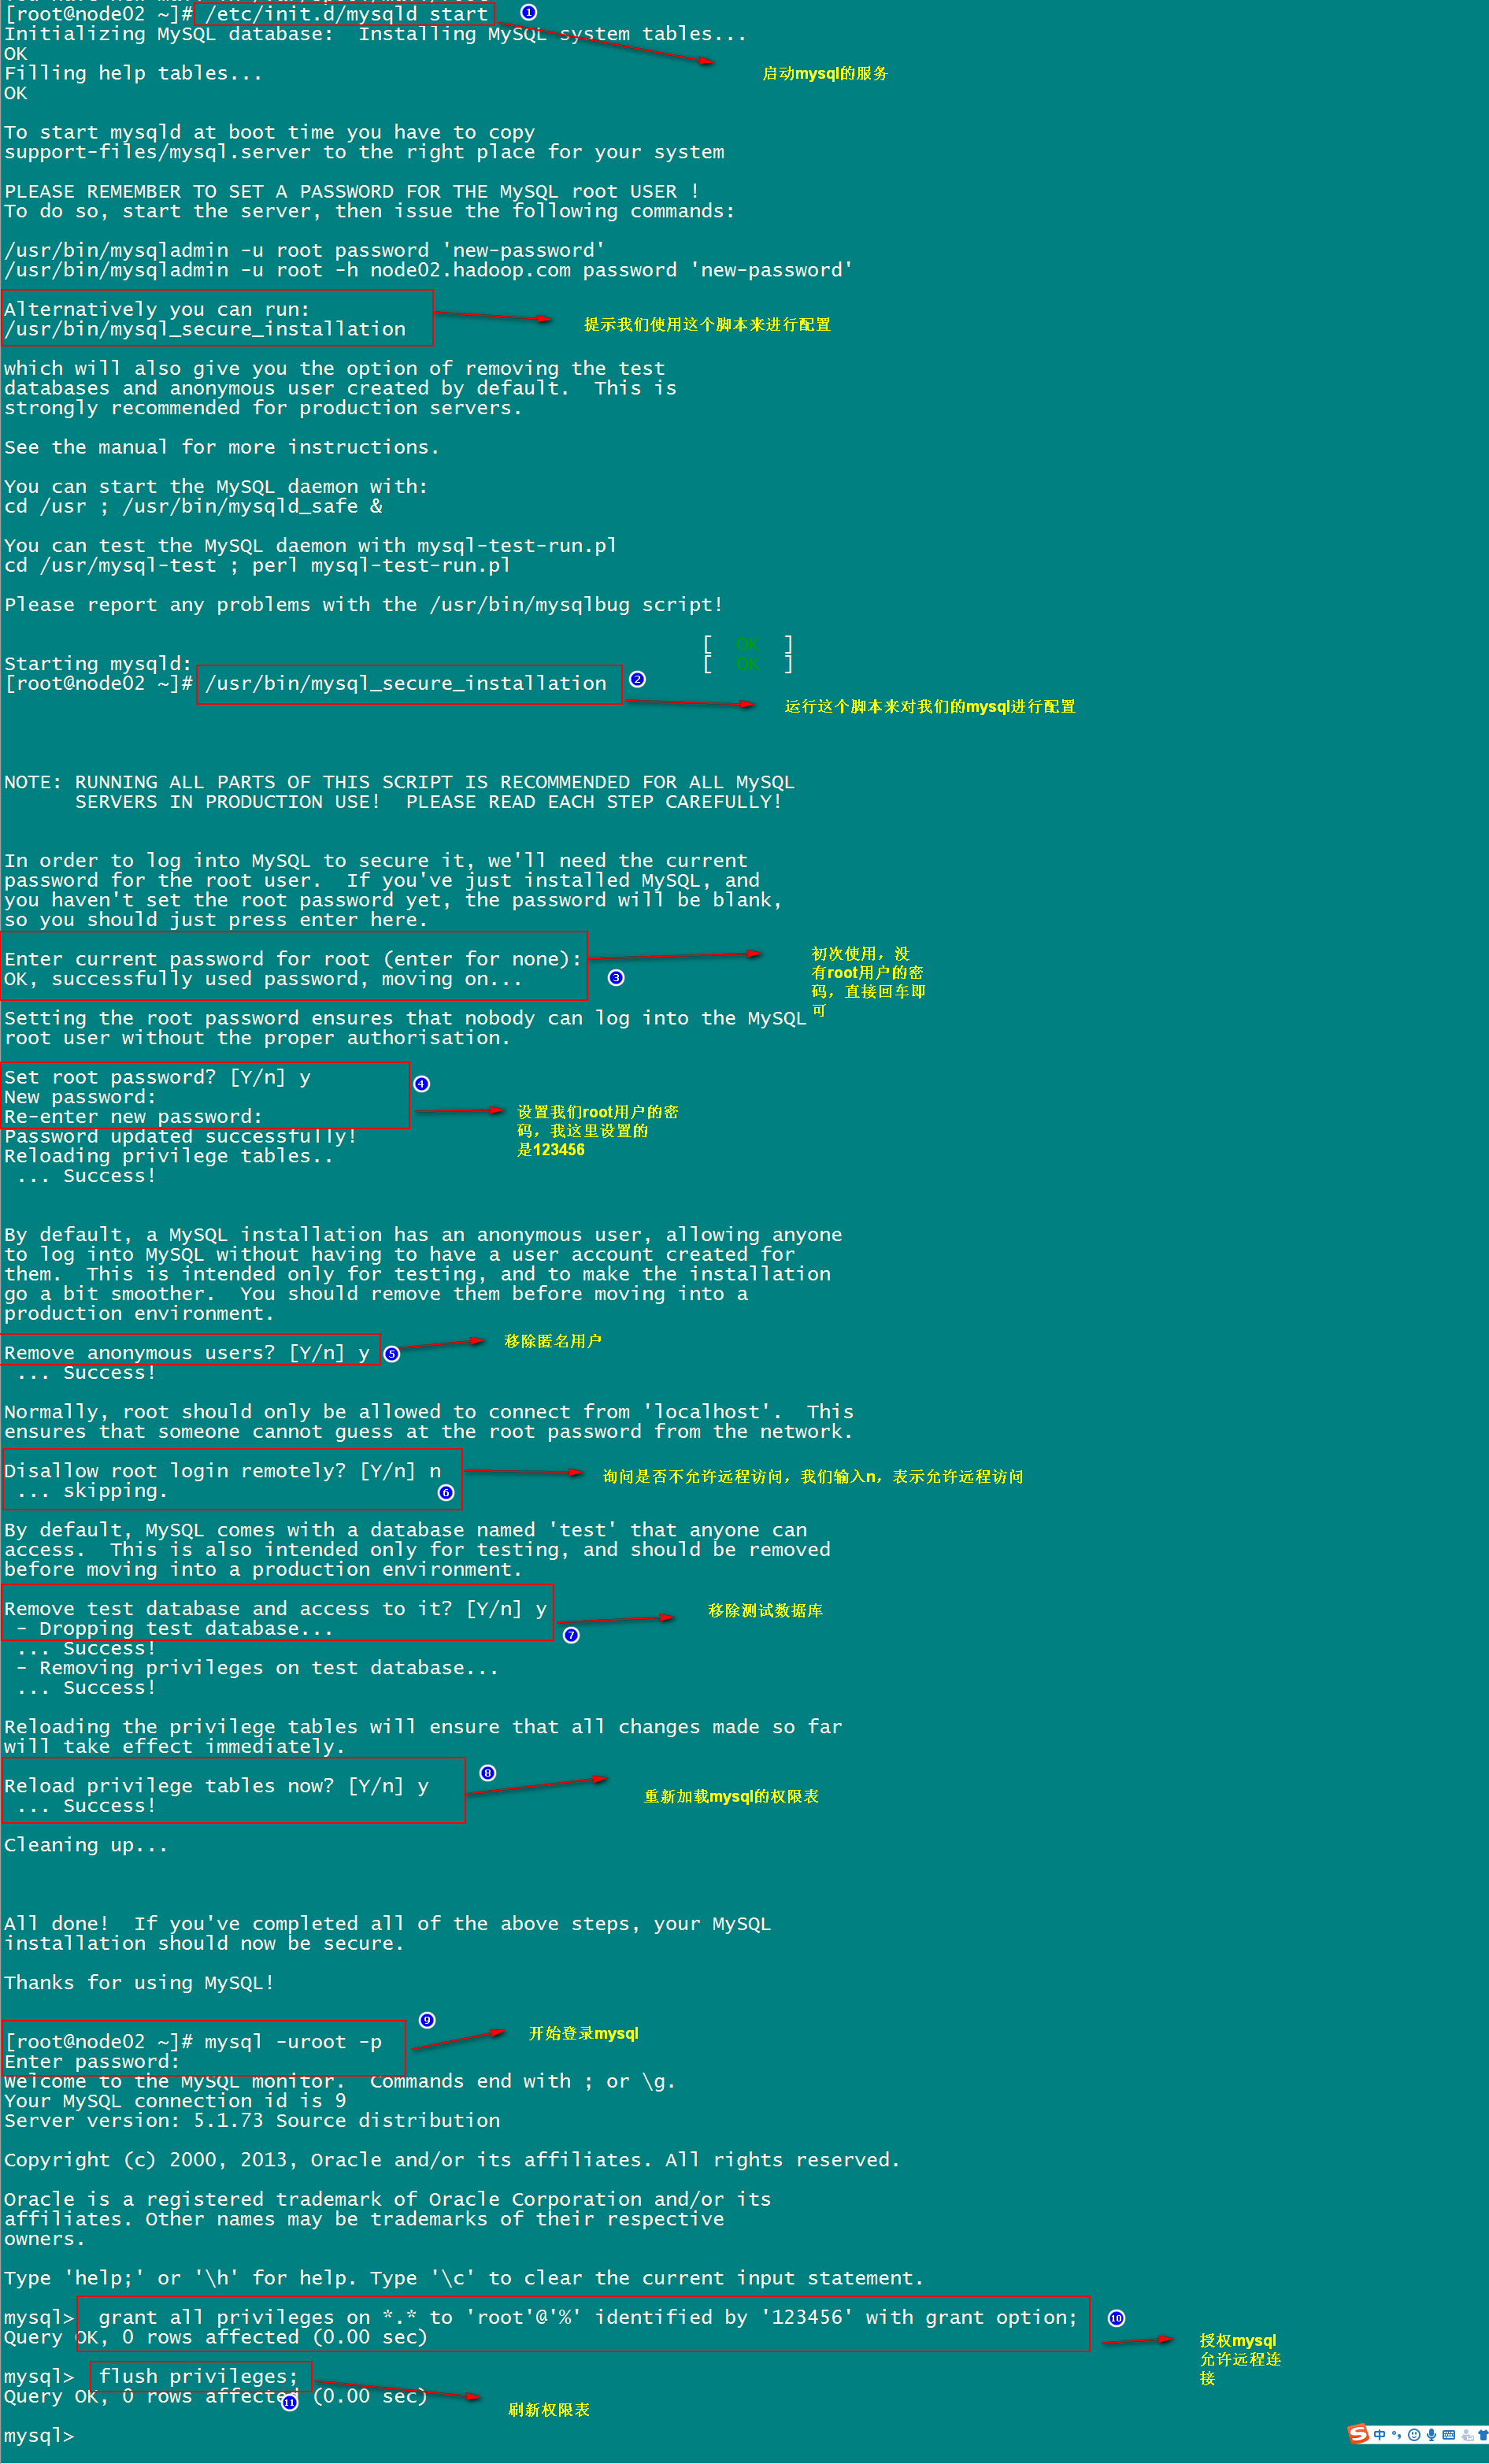 [root@node02 ~]# /etc/init.d/mysqld start
1
Initializing MySQL database:  Installing MySQL system tables...
OK
启动mysql的服务
Filling help tables...
OK
To start mysqld at boot time you have to copy
support-files/mysql.server to the right place for your system
PLEASE REMEMBER TO SET A PASSWORD FOR THE MySQL root USER !
To do so, start the server, then issue the following commands:
/usr/bin/mysqladmin -u root password 'new-password'
/usr/bin/mysqladmin -u root -h node02.hadoop.com password 'new-password'
Alternatively you can run:
/usr/bin/mysql_secure_installation
提示我们使用这个脚本来进行配置
which will also give you the option of removing the test
databases and anonymous user created by default.  This is
strongly recommended for production servers.
See the manual for more instructions.
You can start the MySQL daemon with:
cd /usr ; /usr/bin/mysqld_safe &
You can test the MySQL daemon with mysql-test-run.pl
cd /usr/mysql-test ; perl mysql-test-run.pl
Please report any problems with the /usr/bin/mysqlbug script!
[  OK  ]
Starting mysqld:                                           [  OK  ]
[root@node02 ~]# /usr/bin/mysql_secure_installation
2
运行这个脚本来对我们的mysql进行配置
NOTE: RUNNING ALL PARTS OF THIS SCRIPT IS RECOMMENDED FOR ALL MySQL
      SERVERS IN PRODUCTION USE!  PLEASE READ EACH STEP CAREFULLY!
In order to log into MySQL to secure it, we'll need the current
password for the root user.  If you've just installed MySQL, and
you haven't set the root password yet, the password will be blank,
so you should just press enter here.
Enter current password for root (enter for none):
OK, successfully used password, moving on...
3
初次使用，没
有root用户的密
码，直接回车即
可
Setting the root password ensures that nobody can log into the MySQL
root user without the proper authorisation.
Set root password? [Y/n] y
4
New password:
Re-enter new password:
设置我们root用户的密
码，我这里设置的
是123456
Password updated successfully!
Reloading privilege tables..
 ... Success!
By default, a MySQL installation has an anonymous user, allowing anyone
to log into MySQL without having to have a user account created for
them.  This is intended only for testing, and to make the installation
go a bit smoother.  You should remove them before moving into a
production environment.
Remove anonymous users? [Y/n] y
5
移除匿名用户
 ... Success!
Normally, root should only be allowed to connect from 'localhost'.  This
ensures that someone cannot guess at the root password from the network.
Disallow root login remotely? [Y/n] n
询问是否不允许远程访问，我们输入n，表示允许远程访问
 ... skipping.
6
By default, MySQL comes with a database named 'test' that anyone can
access.  This is also intended only for testing, and should be removed
before moving into a production environment.
Remove test database and access to it? [Y/n] y
移除测试数据库
 - Dropping test database...
7
 ... Success!
 - Removing privileges on test database...
 ... Success!
Reloading the privilege tables will ensure that all changes made so far
will take effect immediately.
Reload privilege tables now? [Y/n] y
8
重新加载mysql的权限表
 ... Success!
Cleaning up...
All done!  If you've completed all of the above steps, your MySQL
installation should now be secure.
Thanks for using MySQL!
9
[root@node02 ~]# mysql -uroot -p
开始登录mysql
Enter password:
Welcome to the MySQL monitor.  Commands end with ; or \g.
Your MySQL connection id is 9
Server version: 5.1.73 Source distribution
Copyright (c) 2000, 2013, Oracle and/or its affiliates. All rights reserved.
Oracle is a registered trademark of Oracle Corporation and/or its
affiliates. Other names may be trademarks of their respective
owners.
Type 'help;' or '\h' for help. Type '\c' to clear the current input statement.
mysql>  grant all privileges on *.* to 'root'@'%' identified by '123456' with grant option;
10
Query OK, 0 rows affected (0.00 sec)
授权mysql
允许远程连
接
mysql>  flush privileges;
Query OK, 0 rows affected (0.00 sec)
11
刷新权限表
mysql>
S 中